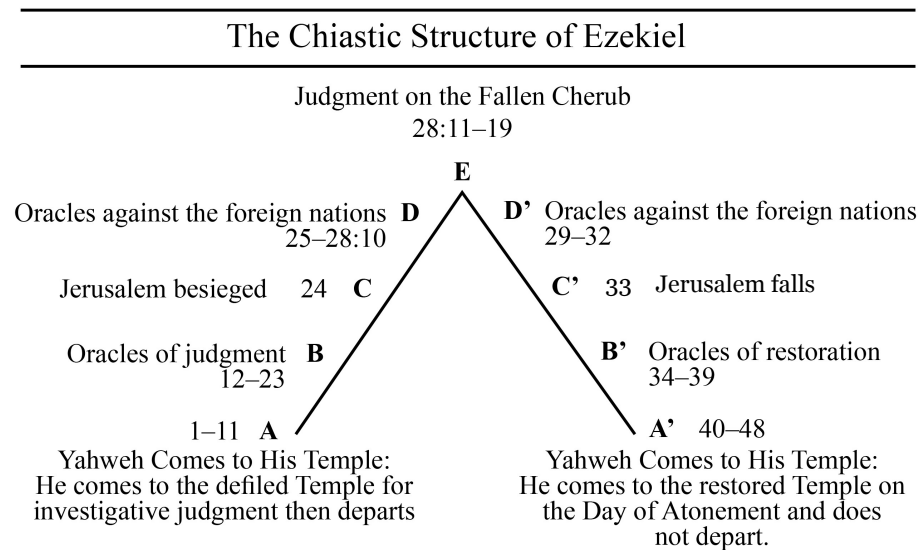 The Chiastic Structure of Ezekiel
Judgment on the Fallen Cherub
28:11–19
E
Oracles against the foreign nations D
25–28:10
D’ Oracles against the foreign nations
29–32
Jerusalem besieged 24 C
C’ 33 Jerusalem falls
Oracles of judgment B
12–23
B’ Oracles of restoration
34–39
1–11 A
Yahweh Comes to His Temple:
He comes to the defiled Temple for
investigative judgment then departs
A’ 40–48
Yahweh Comes to His Temple:
He comes to the restored Temple on
the Day of Atonement and does
not depart.